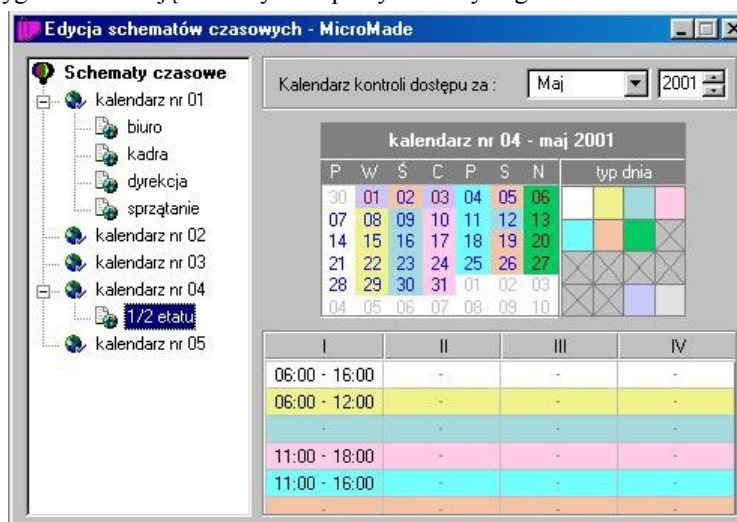 Edycja schematów czasowych - MicroMade
Schematy czasowe
kalendarz nr 01
biuro
kadra
dyrekcja
sprzątanie
kalendarz nr 02
kalendarz nr 03
kalendarz nr 04
1/2 etatu
kalendarz nr 05
Kalendarz kontroli dostępu za :
Maj
2001
kalendarz nr 04 - maj 2001
P W Ś C P S N typ dnia
30 01 02 03 04 05 06
07 08 09 10 11 12 13
14 15 16 17 18 19 20
21 22 23 24 25 26 27
28 29 30 31 01 02 03
04 05 06 07 08 09 10
I II III IV
06:00 - 16:00 - - -
06:00 - 12:00 - - -
- - - -
11:00 - 18:00 - - -
11:00 - 16:00 - - -
- - - -